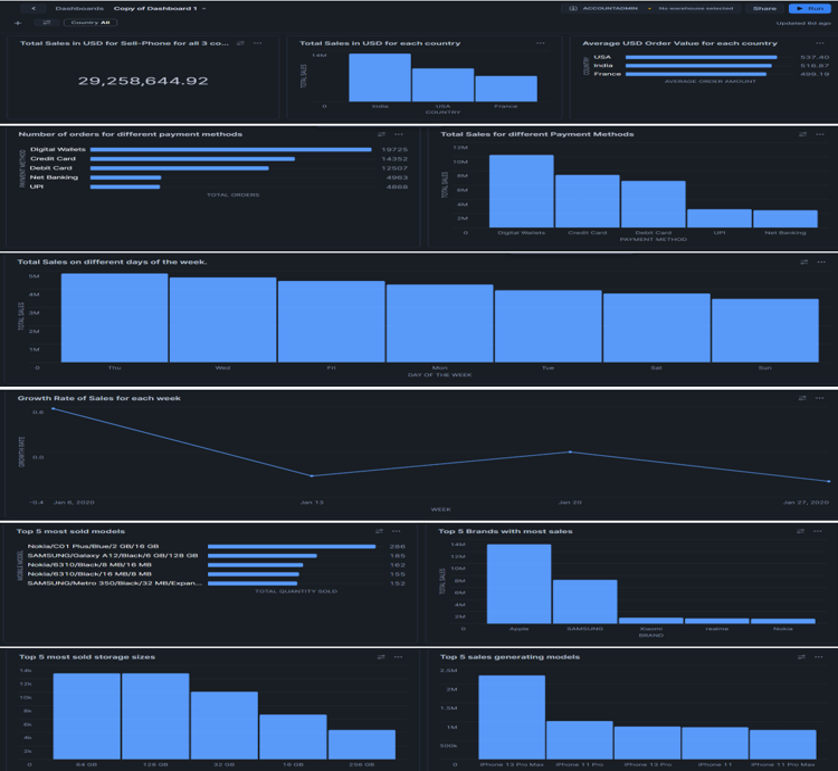 Dashboards Copy of Dashboard 1
ACCOUNTADMIN No warehouse selected Share Run
Country All
Updated 6d ago
Total Sales in USD for Sell-Phone for all 3 co...
29,258,644.92
Total Sales in USD for each country
TOTAL SALES
14M
0
India USA France
COUNTRY
Average USD Order Value for each country
COUNTRY
USA 537.40
India 516.87
France 499.19
AVERAGE ORDER AMOUNT
Number of orders for different payment methods
PAYMENT METHOD
Digital Wallets 19725
Credit Card 14352
Debit Card 12507
Net Banking 4963
UPI 4868
TOTAL ORDERS
Total Sales for different Payment Methods
TOTAL SALES
12M
10M
8M
6M
4M
2M
0
Digital Wallets Credit Card Debit Card UPI Net Banking
PAYMENT METHOD
Total Sales on different days of the week.
TOTAL SALES
5M
4M
3M
2M
1M
0
Thu Wed Fri Mon Tue Sat Sun
DAY OF THE WEEK
Growth Rate of Sales for each week
GROWTH RATE
0.6
0.0
-0.4
Jan 6, 2020 Jan 13 Jan 20 Jan 27, 2020
WEEK
Top 5 most sold models
MOBILE MODEL
Nokia/C01 Plus/Blue/2 GB/16 GB 286
SAMSUNG/Galaxy A12/Black/6 GB/128 GB 185
Nokia/6310/Black/8 MB/16 MB 162
Nokia/6310/Black/16 MB/8 MB 155
SAMSUNG/Metro 350/Black/32 MB/Expan... 152
TOTAL QUANTITY SOLD
Top 5 Brands with most sales
TOTAL SALES
14M
12M
10M
8M
6M
4M
2M
0
Apple SAMSUNG Xiaomi realme Nokia
BRAND
Top 5 most sold storage sizes
14k
12k
10k
8k
6k
4k
2k
0
64 GB 128 GB 32 GB 16 GB 256 GB
Top 5 sales generating models
2.5M
2M
1.5M
1M
500k
0
iPhone 13 Pro Max iPhone 11 Pro iPhone 13 Pro iPhone 11 iPhone 11 Pro Max